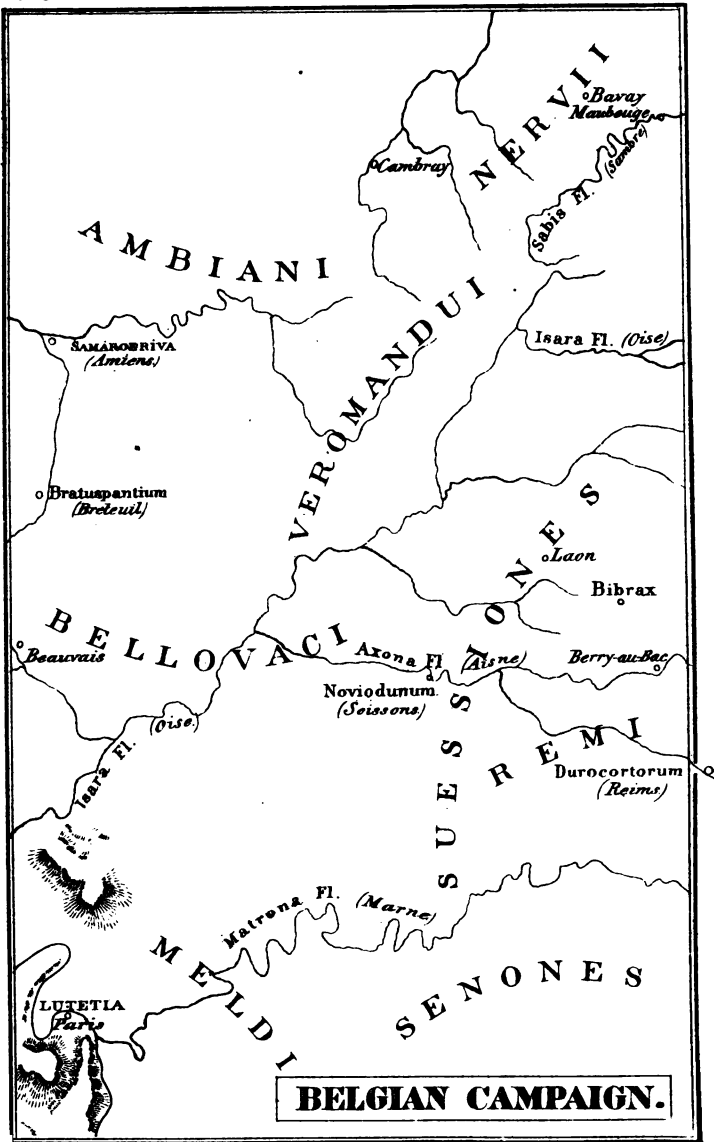 NERVII
Bavay
Maubeuge
Cambray
Sabis Fl. (Sambre)
AMBIANI
SAMAROBRIVA
(Amiens.)
Isara Fl. (Oise)
VEROMANDUI
Bratuspantium
(Breteuil)
Laon
Bibrax
BELLOVACI
Beauvais
Axona Fl (Aisne)
Berry-au-Bac
Noviodunum
(Soissons.)
SUESSIONES
Isara Fl. (Oise.)
REMI
Durocortorum
(Reims)
Matrona Fl. (Marne)
MELDI
SENONES
LUTETIA
Paris
BELGIAN CAMPAIGN.